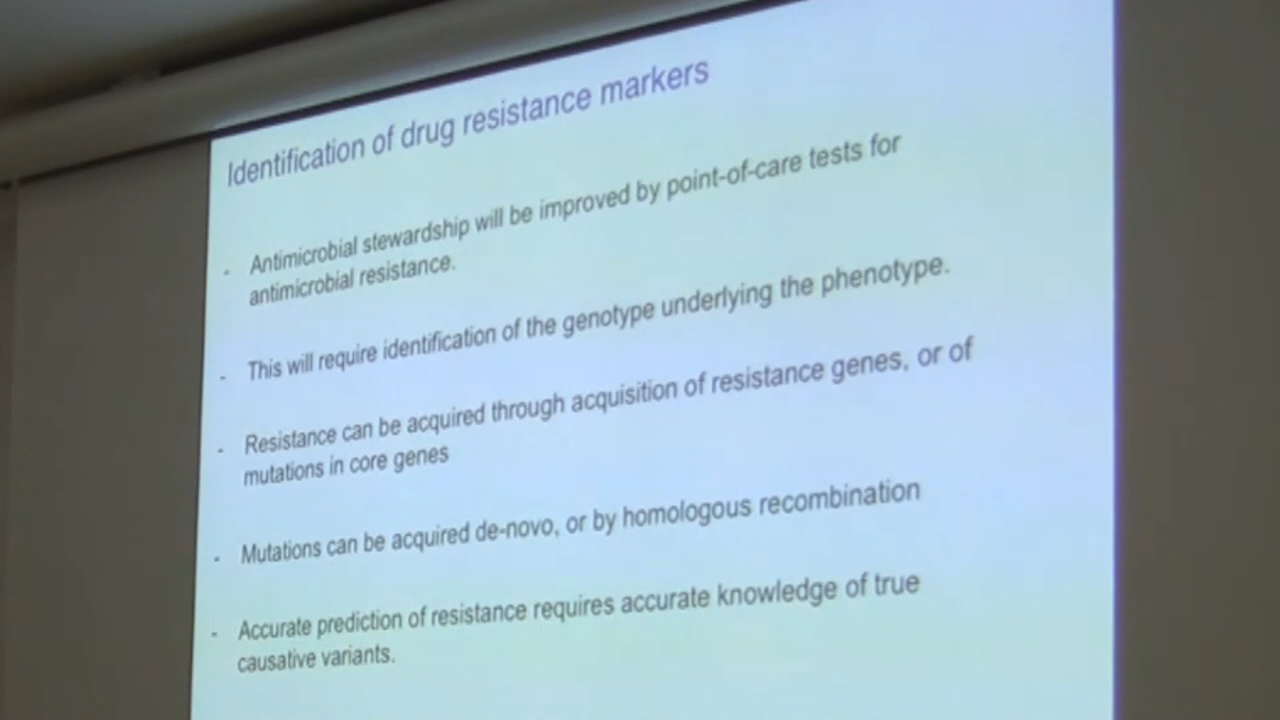 Identification of drug resistance markers
- Antimicrobial stewardship will be improved by point-of-care tests for
antimicrobial resistance.
- This will require identification of the genotype underlying the phenotype.
- Resistance can be acquired through acquisition of resistance genes, or of
mutations in core genes
- Mutations can be acquired de-novo, or by homologous recombination
- Accurate prediction of resistance requires accurate knowledge of true
causative variants.